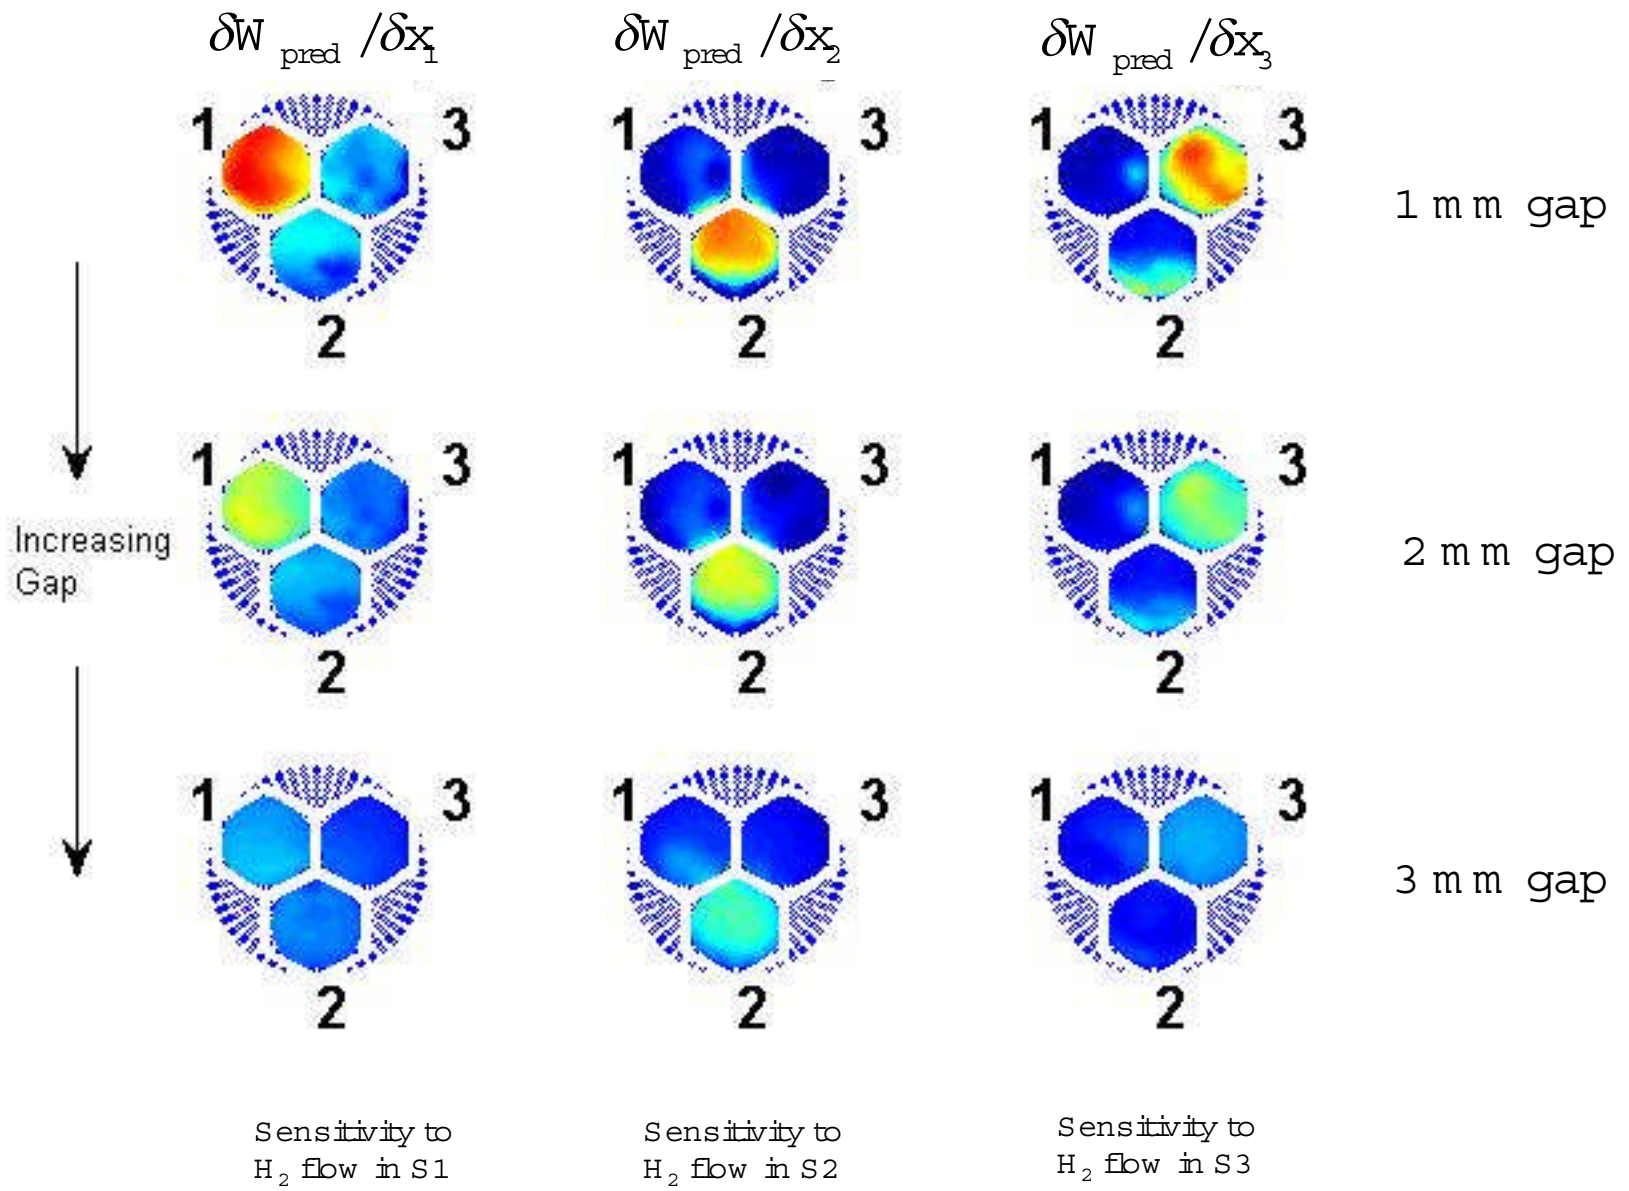 δW pred /δx1 δW pred /δx2 δW pred /δx3
1 3 1 3 1 3
1 mm gap
2 2 2
1 3 1 3 1 3
Increasing
Gap
2 mm gap
2 2 2
1 3 1 3 1 3
3 mm gap
2 2 2
Sensitivity to Sensitivity to Sensitivity to
H2 flow in S1 H2 flow in S2 H2 flow in S3